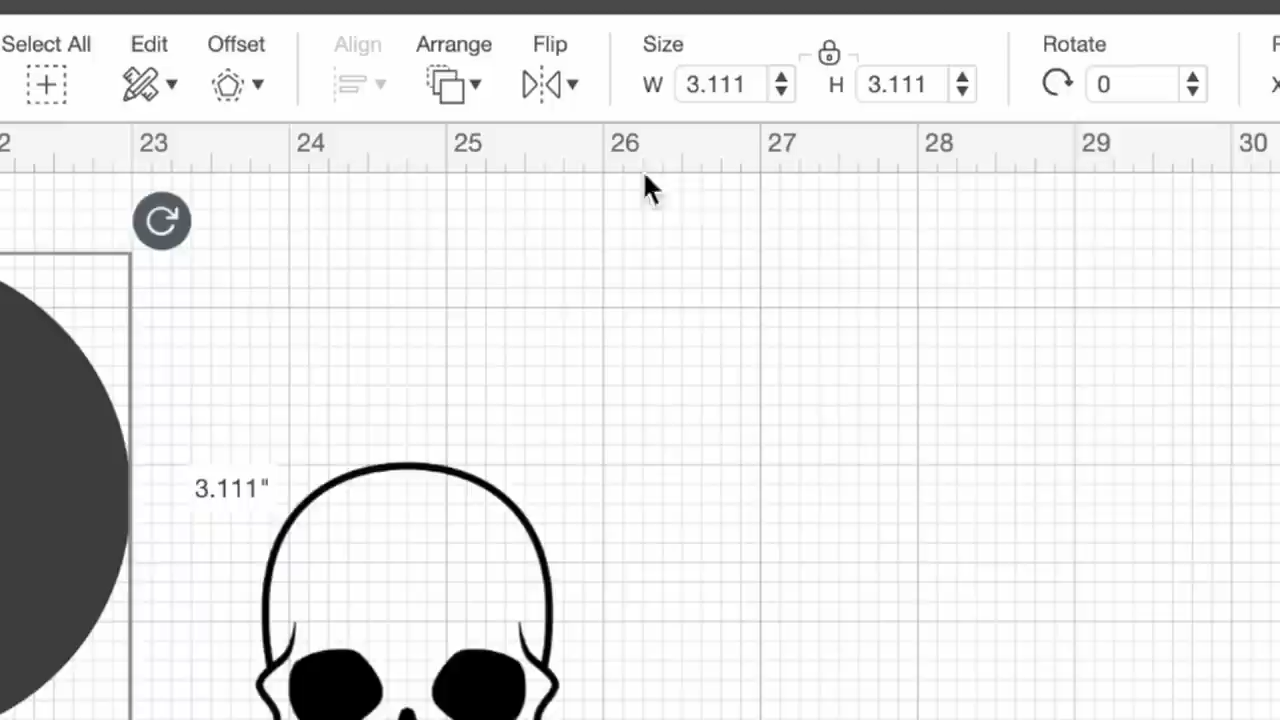 Select All Edit Offset Align Arrange Flip Size Rotate
W 3.111 H 3.111 0 X
2 23 24 25 26 27 28 29 30
3.111"